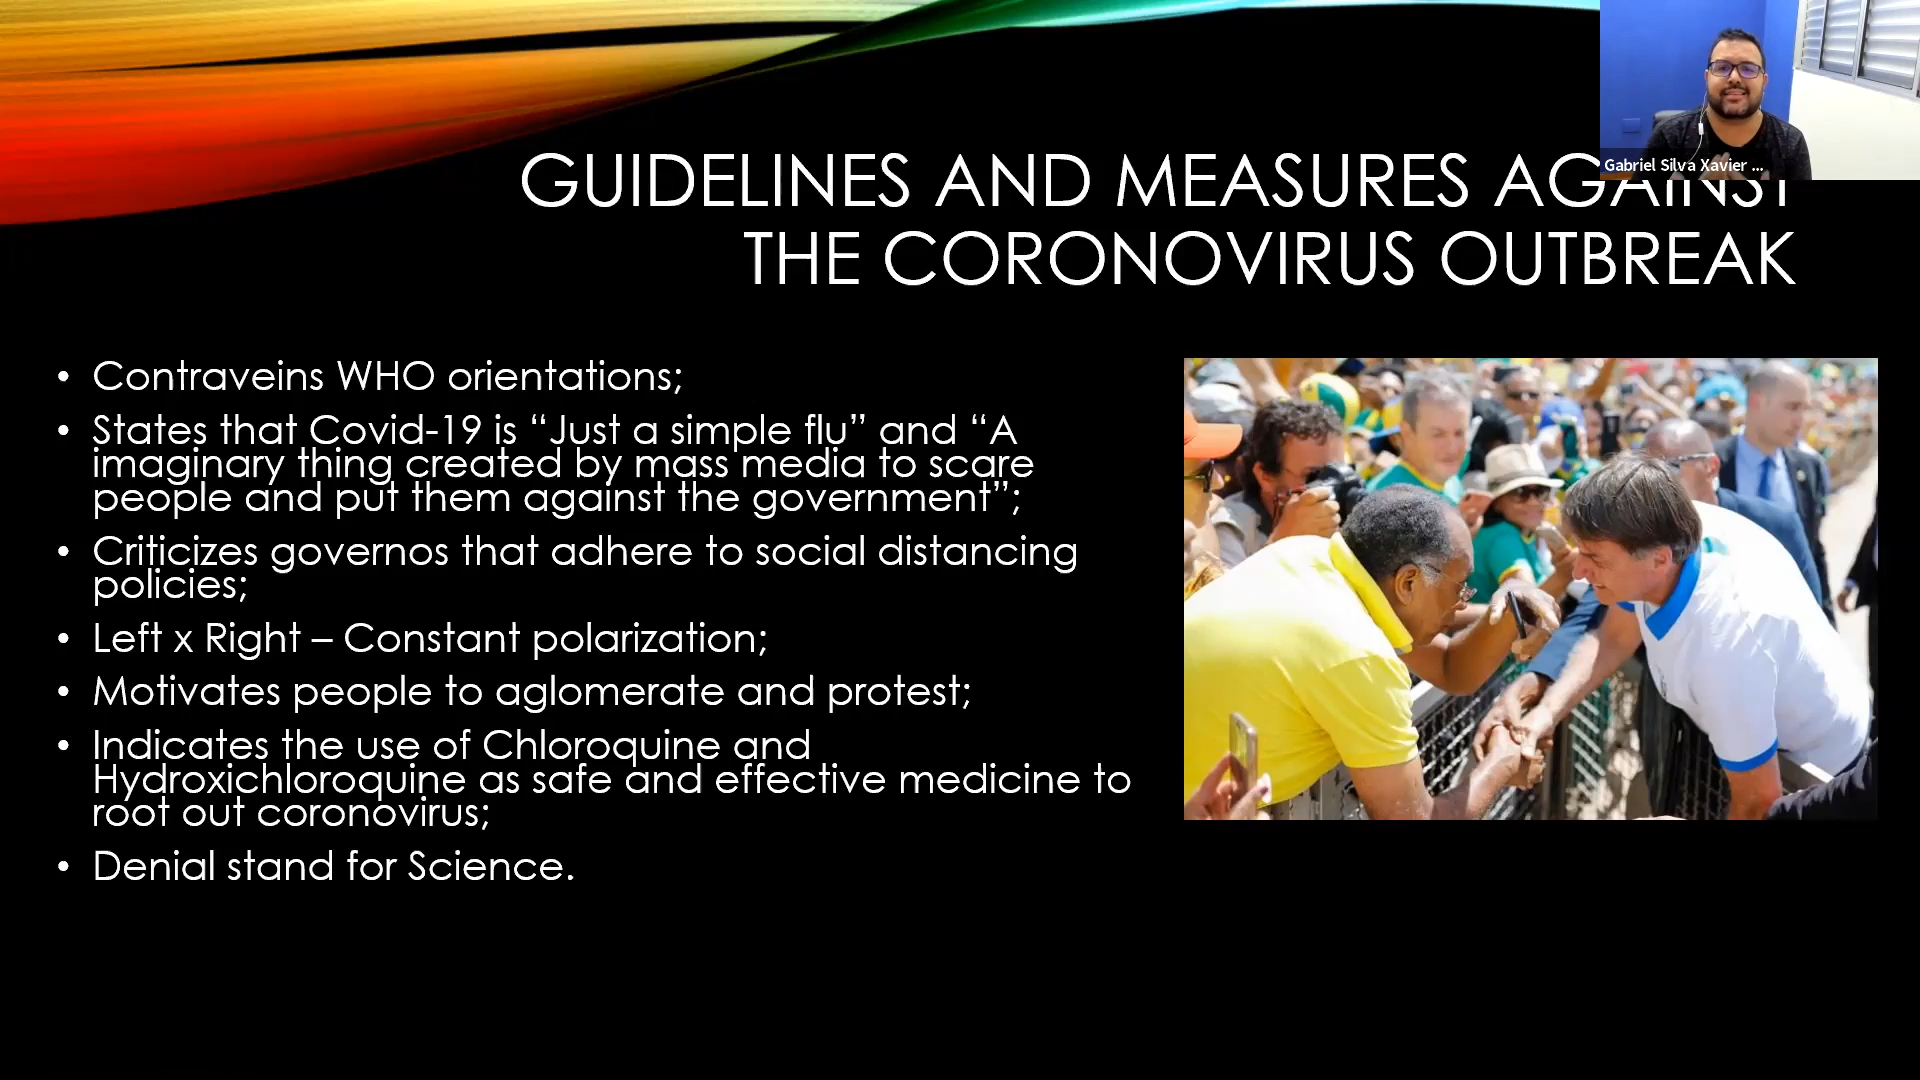 Gabriel Silva Xavier ...
GUIDELINES AND MEASURES AGAINST
THE CORONOVIRUS OUTBREAK
• Contraveins WHO orientations;
• States that Covid-19 is “Just a simple flu” and “A
imaginary thing created by mass media to scare
people and put them against the government”;
• Criticizes governos that adhere to social distancing
policies;
• Left x Right – Constant polarization;
• Motivates people to aglomerate and protest;
• Indicates the use of Chloroquine and
Hydroxichloroquine as safe and effective medicine to
root out coronovirus;
• Denial stand for Science.